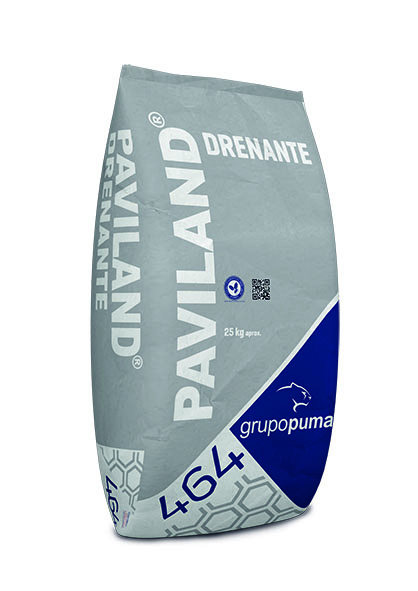 PAVILAND®
DRENANTE
PAVILAND®
DRENANTE
25 kg aprox.
grupopuma
464
464